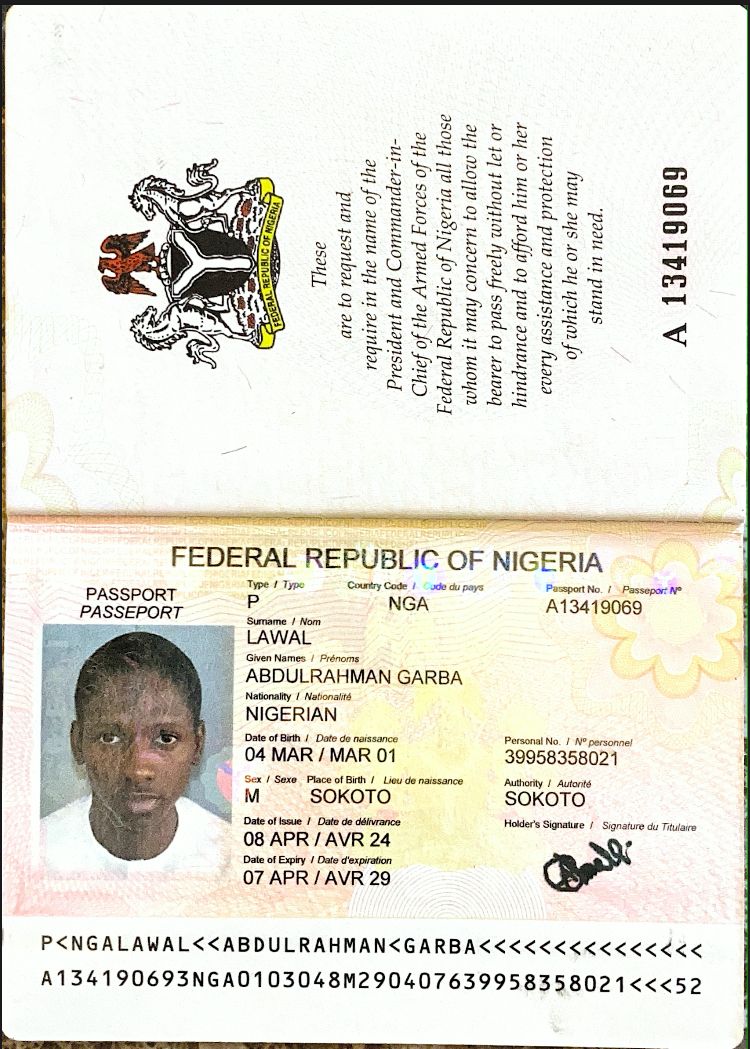 FEDERAL REPUBLIC OF NIGERIA
These
are to request and
require in the name of the
President and Commander-in-
Chief of the Armed Forces of the
Federal Republic of Nigeria all those
whom it may concern to allow the
bearer to pass freely without let or
hindrance and to afford him or her
every assistance and protection
of which he or she may
stand in need.
A 13419069
FEDERAL REPUBLIC OF NIGERIA
PASSPORT
PASSEPORT
Type / Type Country Code / Code du pays Passport No. / Passeport Nº
P NGA A13419069
Surname / Nom
LAWAL
Given Names / Prénoms
ABDULRAHMAN GARBA
Nationality / Nationalité
NIGERIAN
Date of Birth / Date de naissance Personal No. / Nº personnel
04 MAR / MAR 01 39958358021
Sex / Sexe Place of Birth / Lieu de naissance Authority / Autorité
M SOKOTO SOKOTO
Date of Issue / Date de délivrance Holder's Signature / Signature du Titulaire
08 APR / AVR 24
Date of Expiry / Date d'expiration
07 APR / AVR 29
P<NGALAWAL<<ABDULRAHMAN<GARBA<<<<<<<<<<<<<<<
A134190693NGA0103048M290407639958358021<<<52